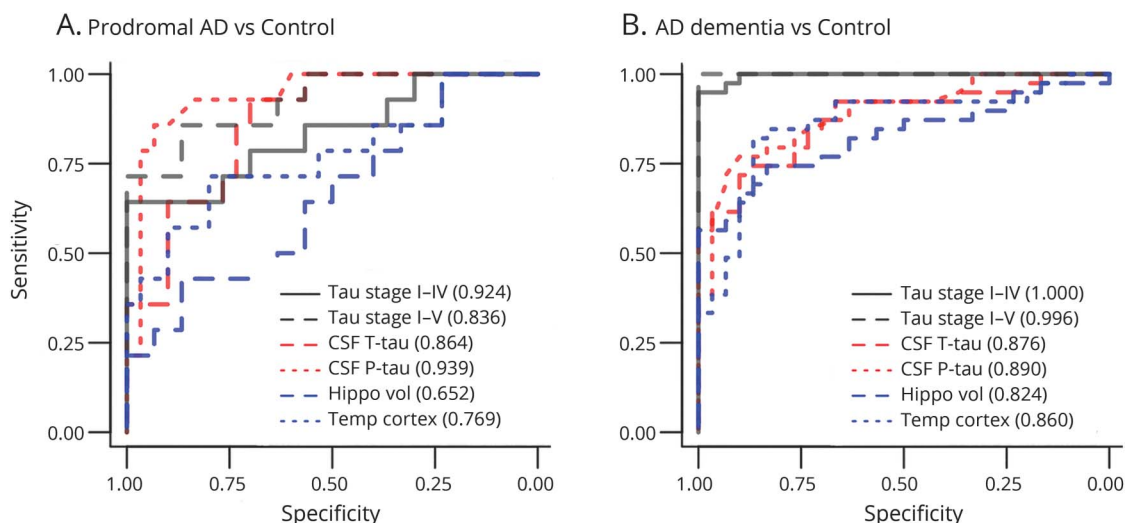 A. Prodromal AD vs Control
1.00
0.75
0.50
0.25
0.00
Sensitivity
Tau stage I–IV (0.924)
Tau stage I–V (0.836)
CSF T-tau (0.864)
CSF P-tau (0.939)
Hippo vol (0.652)
Temp cortex (0.769)
1.00 0.75 0.50 0.25 0.00
Specificity
B. AD dementia vs Control
1.00
0.75
0.50
0.25
0.00
Tau stage I–IV (1.000)
Tau stage I–V (0.996)
CSF T-tau (0.876)
CSF P-tau (0.890)
Hippo vol (0.824)
Temp cortex (0.860)
1.00 0.75 0.50 0.25 0.00
Specificity